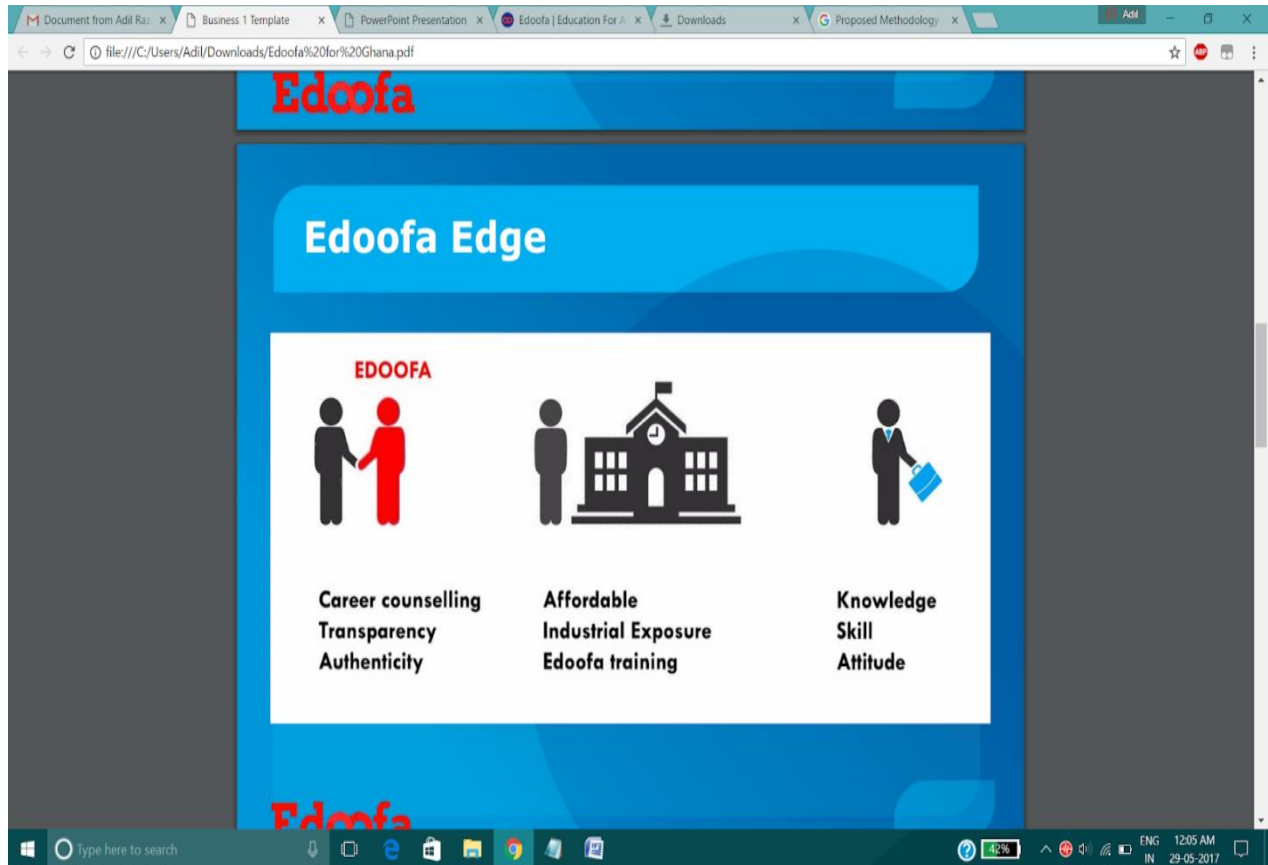 Document from Adil Raz
Business 1 Template
PowerPoint Presentation
Edoofa | Education For A
Downloads
Proposed Methodology
Adil
file:///C:/Users/Adil/Downloads/Edoofa%20for%20Ghana.pdf
ABP
Edoofa
Edoofa Edge
EDOOFA
Career counselling
Transparency
Authenticity
Affordable
Industrial Exposure
Edoofa training
Knowledge
Skill
Attitude
Edoofa
Type here to search
42%
ENG
IN
12:05 AM
29-05-2017